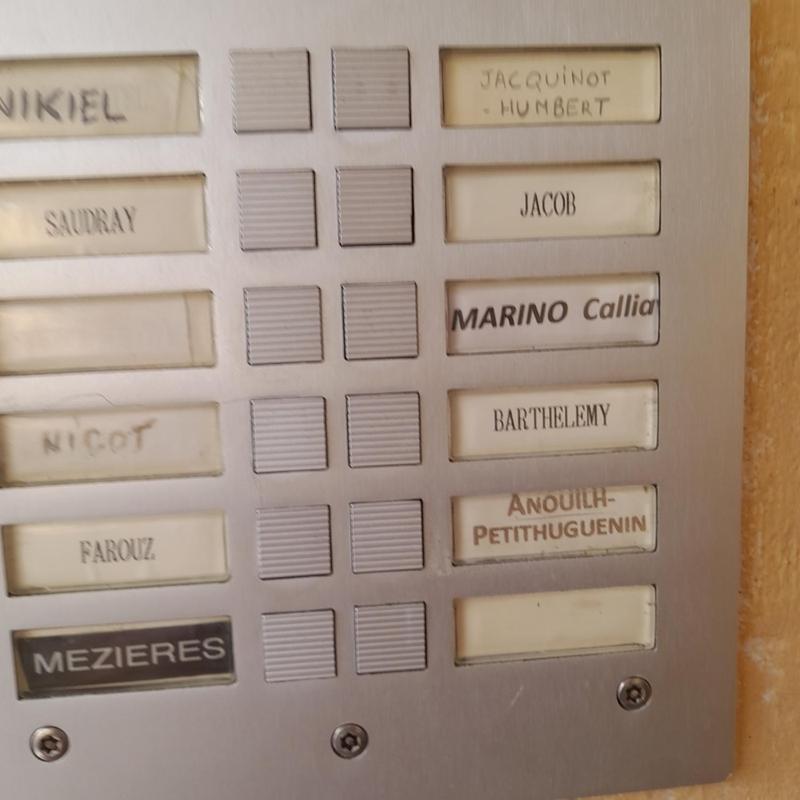 NIKIEL
JACQUINOT
- HUMBERT
SAUDRAY
JACOB
MARINO Callia
NICOT
BARTHELEMY
ANOUILH-
PETITHUGUENIN
FAROUZ
MEZIERES